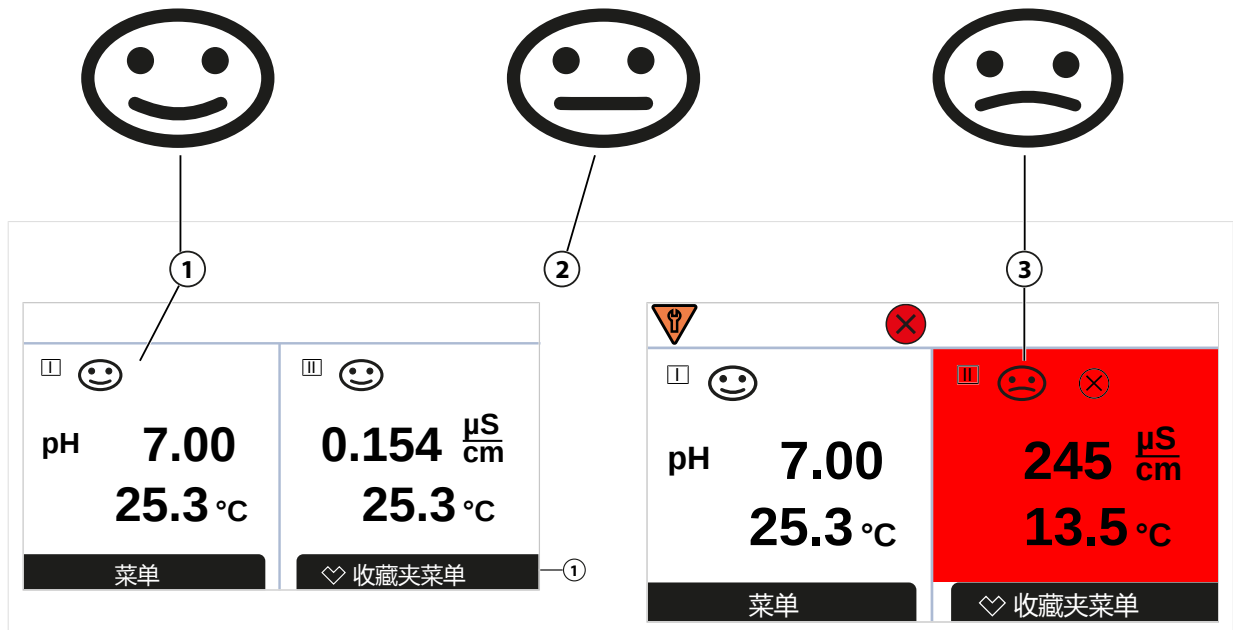 ① ② ③
Ⅰ Ⅱ
pH 7.00 0.154 µS/cm
25.3 °C 25.3 °C
菜单 ♡ 收藏夹菜单 ①
Ⅰ Ⅱ
pH 7.00 245 µS/cm
25.3 °C 13.5 °C
菜单 ♡ 收藏夹菜单